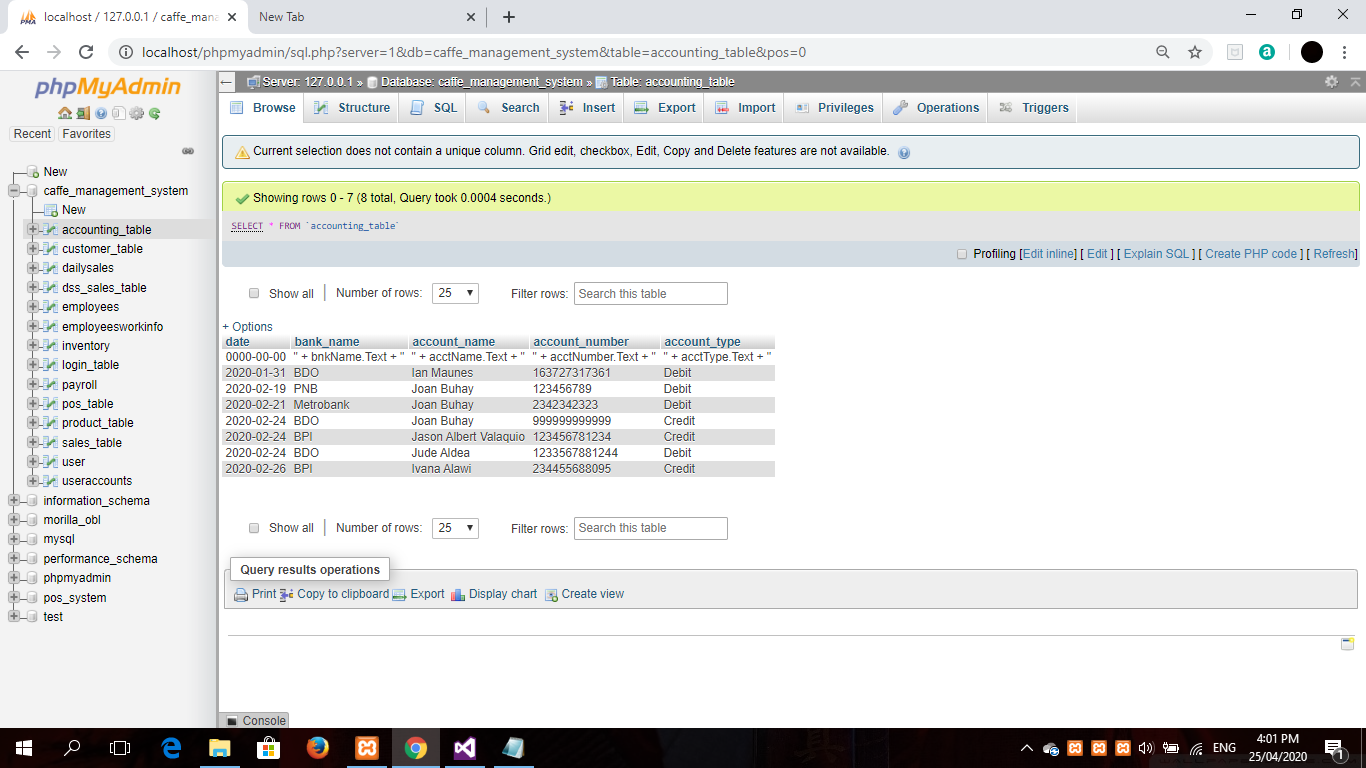 localhost / 127.0.0.1 / caffe_mana
New Tab
localhost/phpmyadmin/sql.php?server=1&db=caffe_management_system&table=accounting_table&pos=0
phpMyAdmin
Recent Favorites
New
caffe_management_system
New
accounting_table
customer_table
dailysales
dss_sales_table
employees
employeesworkinfo
inventory
login_table
payroll
pos_table
product_table
sales_table
user
useraccounts
information_schema
morilla_obl
mysql
performance_schema
phpmyadmin
pos_system
test
Server: 127.0.0.1 » Database: caffe_management_system » Table: accounting_table
Browse Structure SQL Search Insert Export Import Privileges Operations Triggers
Current selection does not contain a unique column. Grid edit, checkbox, Edit, Copy and Delete features are not available.
Showing rows 0 - 7 (8 total, Query took 0.0004 seconds.)
SELECT * FROM `accounting_table`
Profiling [Edit inline] [ Edit ] [ Explain SQL ] [ Create PHP code ] [ Refresh]
Show all | Number of rows: 25 Filter rows: Search this table
+ Options
date bank_name account_name account_number account_type
0000-00-00 " + bnkName.Text + " " + acctName.Text + " " + acctNumber.Text + " " + acctType.Text + "
2020-01-31 BDO Ian Maunes 163727317361 Debit
2020-02-19 PNB Joan Buhay 123456789 Debit
2020-02-21 Metrobank Joan Buhay 2342342323 Debit
2020-02-24 BDO Joan Buhay 999999999999 Credit
2020-02-24 BPI Jason Albert Valaquio 123456781234 Credit
2020-02-24 BDO Jude Aldea 1233567881244 Debit
2020-02-26 BPI Ivana Alawi 234455688095 Credit
Show all | Number of rows: 25 Filter rows: Search this table
Query results operations
Print Copy to clipboard Export Display chart Create view
Console
ENG
4:01 PM
25/04/2020
1